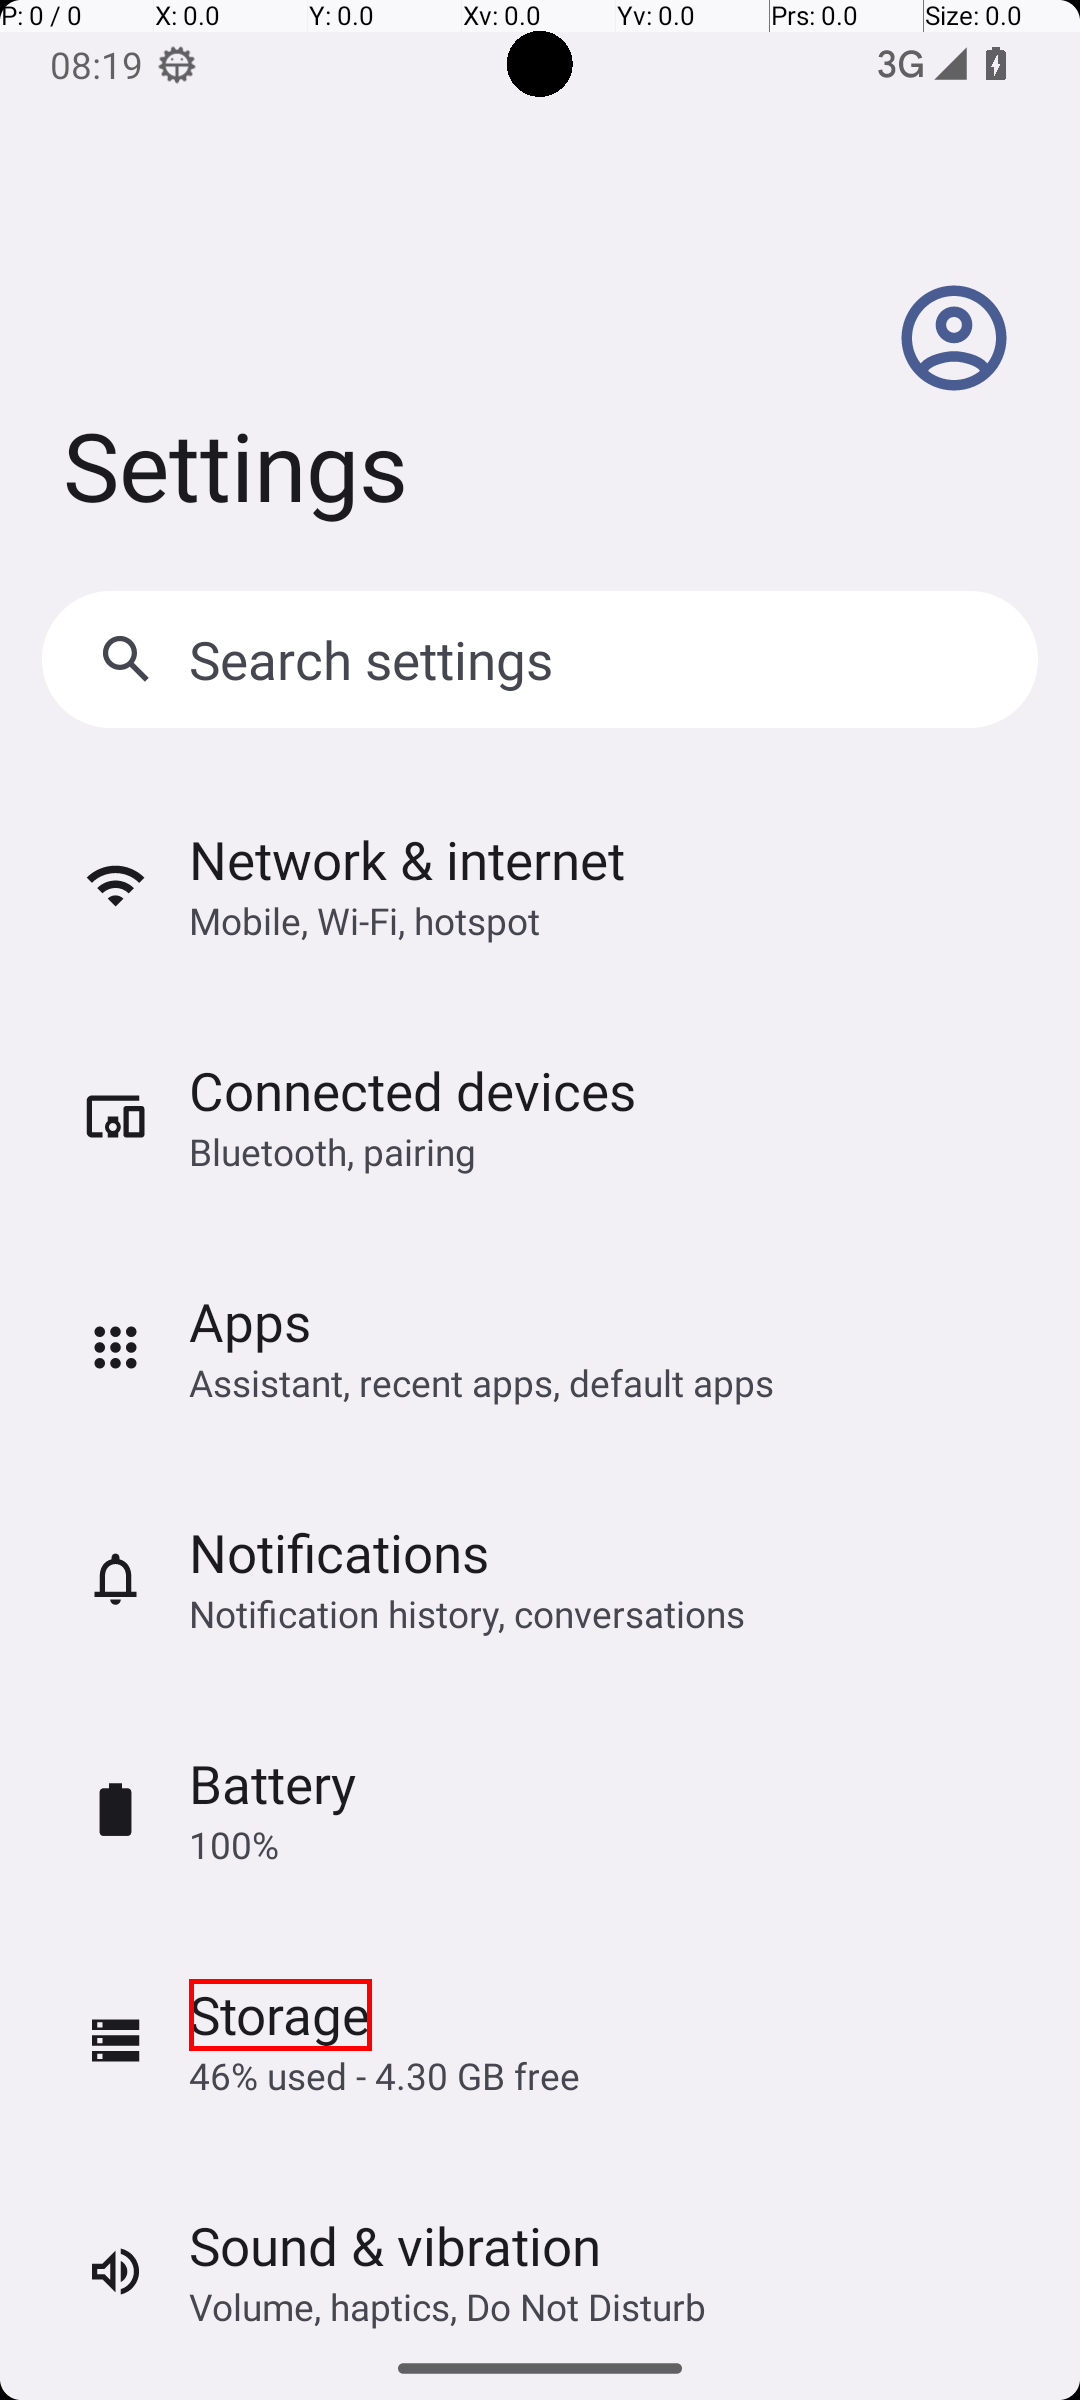 P: 0 / 0 X: 0.0 Y: 0.0 Xv: 0.0 Yv: 0.0 Prs: 0.0 Size: 0.0
08:19 3G
Settings
Search settings
Network & internet
Mobile, Wi-Fi, hotspot
Connected devices
Bluetooth, pairing
Apps
Assistant, recent apps, default apps
Notifications
Notification history, conversations
Battery
100%
Storage
46% used - 4.30 GB free
Sound & vibration
Volume, haptics, Do Not Disturb